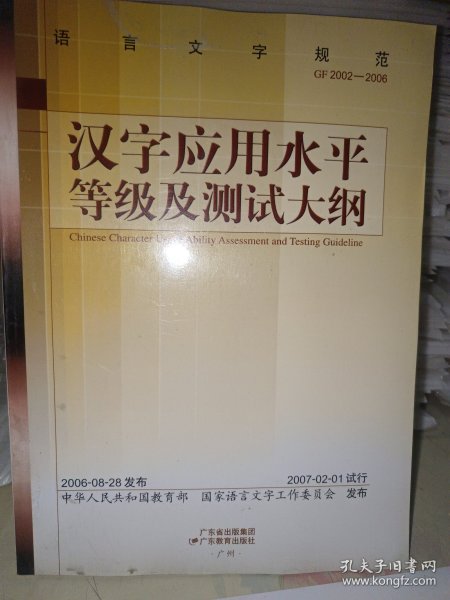 语言文字规范
GF 2002—2006
汉字应用水平
等级及测试大纲
Chinese Character Ability Assessment and Testing Guideline
2006-08-28 发布
2007-02-01 试行
中华人民共和国教育部 国家语言文字工作委员会 发布
广东省出版集团
广东教育出版社
·广州·
孔夫子旧书网
www.kongfz.com